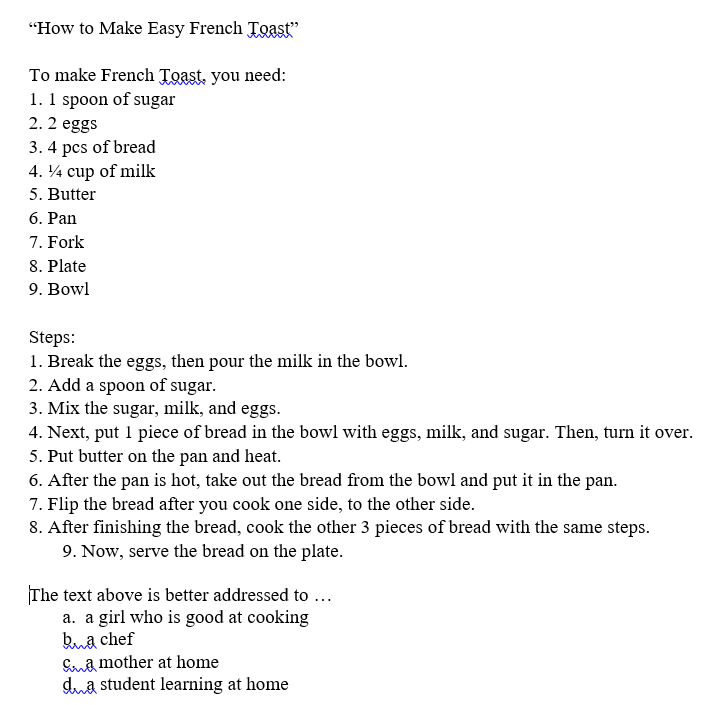 “How to Make Easy French Toast”
To make French Toast, you need:
1. 1 spoon of sugar
2. 2 eggs
3. 4 pcs of bread
4. ¼ cup of milk
5. Butter
6. Pan
7. Fork
8. Plate
9. Bowl
Steps:
1. Break the eggs, then pour the milk in the bowl.
2. Add a spoon of sugar.
3. Mix the sugar, milk, and eggs.
4. Next, put 1 piece of bread in the bowl with eggs, milk, and sugar. Then, turn it over.
5. Put butter on the pan and heat.
6. After the pan is hot, take out the bread from the bowl and put it in the pan.
7. Flip the bread after you cook one side, to the other side.
8. After finishing the bread, cook the other 3 pieces of bread with the same steps.
9. Now, serve the bread on the plate.
The text above is better addressed to …
a. a girl who is good at cooking
b. a chef
c. a mother at home
d. a student learning at home